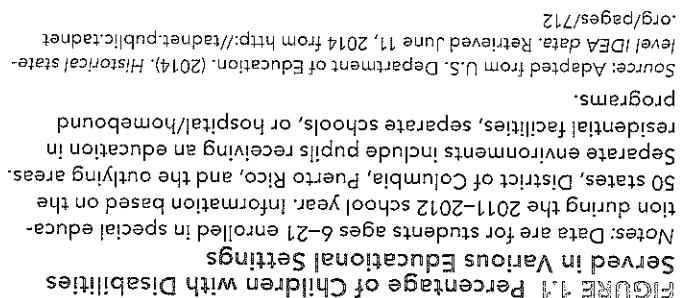 FIGURE 1.1 Percentage of Children with Disabilities
Served in Various Educational Settings
Notes: Data are for students ages 6–21 enrolled in special educa-
tion during the 2011–2012 school year. Information based on the
50 states, District of Columbia, Puerto Rico, and the outlying areas.
Separate environments include pupils receiving an education in
residential facilities, separate schools, or hospital/homebound
programs.
Source: Adapted from U.S. Department of Education. (2014). Historical state-
level IDEA data. Retrieved June 11, 2014 from http://tadnet.public.tadnet
.org/pages/712